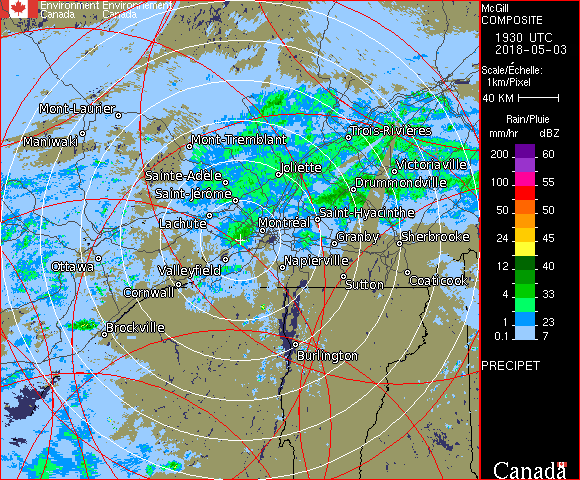 Environment Environnement
Canada Canada
McGill
COMPOSITE
1930 UTC
2018-05-03
Scale/Échelle:
1km/Pixel
40 KM
Rain/Pluie
mm/hr dBZ
200 60
100 55
50 50
24 45
12 40
4 33
1 23
0.1 7
PRECIPET
Canada
Mont-Laurier
Maniwaki
Mont-Tremblant
Trois-Rivières
Joliette
Victoriaville
Sainte-Adèle
Drummondville
Saint-Jérôme
Saint-Hyacinthe
Lachute
Montréal
Granby
Sherbrooke
Ottawa
Valleyfield
Napierville
Coaticook
Sutton
Cornwall
Brockville
Burlington